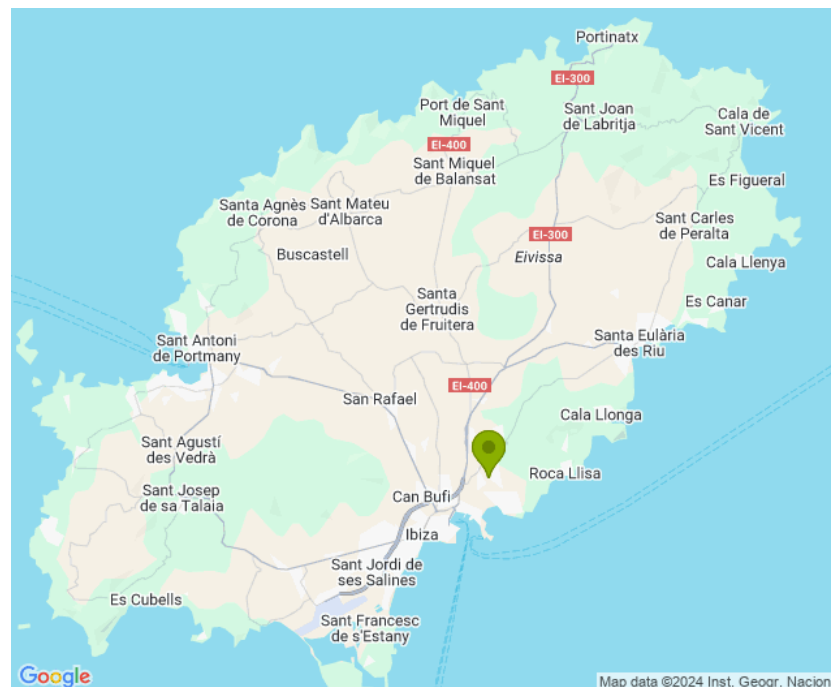 Portinatx
EI-300
Port de Sant
Miquel
Sant Joan
de Labritja
Cala de
Sant Vicent
EI-400
Sant Miquel
de Balansat
Es Figueral
Santa Agnès
de Corona
Sant Mateu
d'Albarca
Sant Carles
de Peralta
EI-300
Buscastell
Eivissa
Cala Llenya
Santa
Gertrudis
de Fruitera
Es Canar
Sant Antoni
de Portmany
Santa Eulària
des Riu
EI-400
San Rafael
Cala Llonga
Sant Agustí
des Vedrà
Roca Llisa
Sant Josep
de sa Talaia
Can Bufi
Ibiza
Sant Jordi de
ses Salines
Es Cubells
Sant Francesc
de s'Estany
Google
Map data ©2024 Inst. Geogr. Nacion